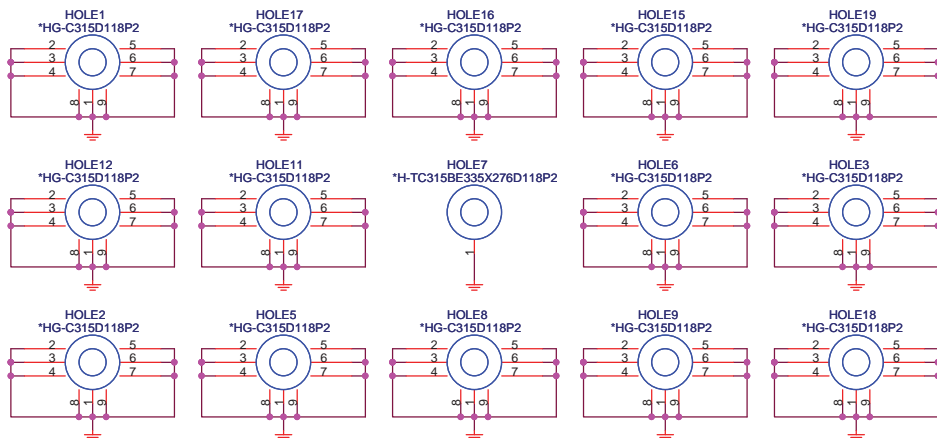 HOLE1 HOLE17 HOLE16 HOLE15 HOLE19
*HG-C315D118P2 *HG-C315D118P2 *HG-C315D118P2 *HG-C315D118P2 *HG-C315D118P2
2 5 2 5 2 5 2 5 2 5
3 6 3 6 3 6 3 6 3 6
4 7 4 7 4 7 4 7 4 7
8 1 9 8 1 9 8 1 9 8 1 9 8 1 9
HOLE12 HOLE11 HOLE7 HOLE6 HOLE3
*HG-C315D118P2 *HG-C315D118P2 *H-TC315BE335X276D118P2 *HG-C315D118P2 *HG-C315D118P2
2 5 2 5 2 5 2 5
3 6 3 6 3 6 3 6
4 7 4 7 4 7 4 7
8 1 9 8 1 9 1 8 1 9 8 1 9
HOLE2 HOLE5 HOLE8 HOLE9 HOLE18
*HG-C315D118P2 *HG-C315D118P2 *HG-C315D118P2 *HG-C315D118P2 *HG-C315D118P2
2 5 2 5 2 5 2 5 2 5
3 6 3 6 3 6 3 6 3 6
4 7 4 7 4 7 4 7 4 7
8 1 9 8 1 9 8 1 9 8 1 9 8 1 9